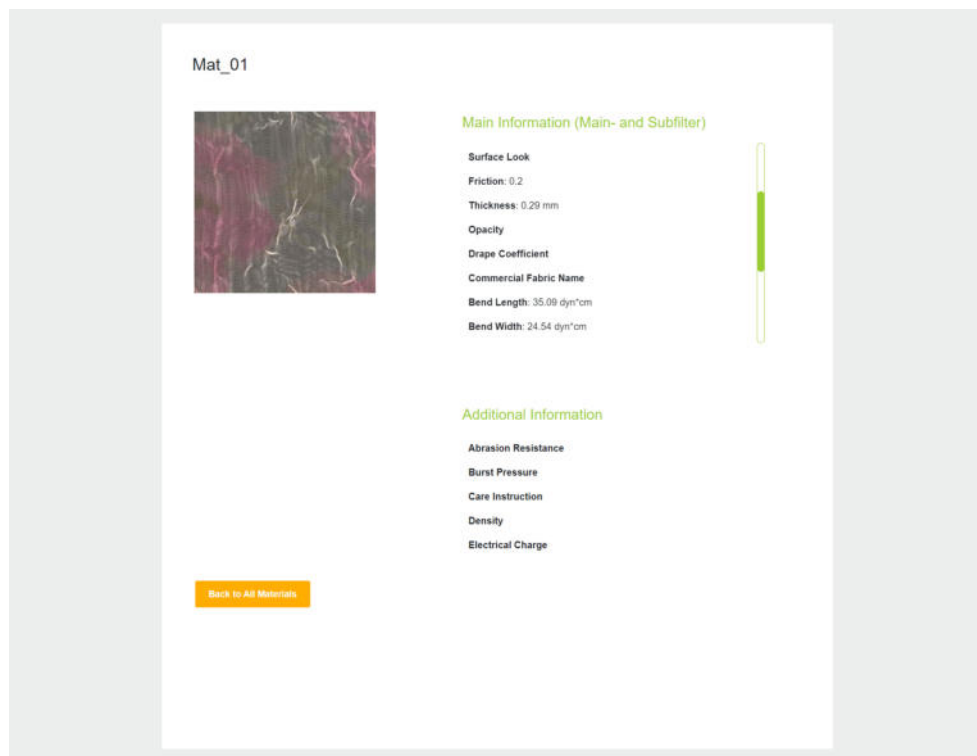 Mat_01
Main Information (Main- and Subfilter)
Surface Look
Friction: 0.2
Thickness: 0.29 mm
Opacity
Drape Coefficient
Commercial Fabric Name
Bend Length: 35.09 dyn*cm
Bend Width: 24.54 dyn*cm
Additional Information
Abrasion Resistance
Burst Pressure
Care Instruction
Density
Electrical Charge
Back to All Materials